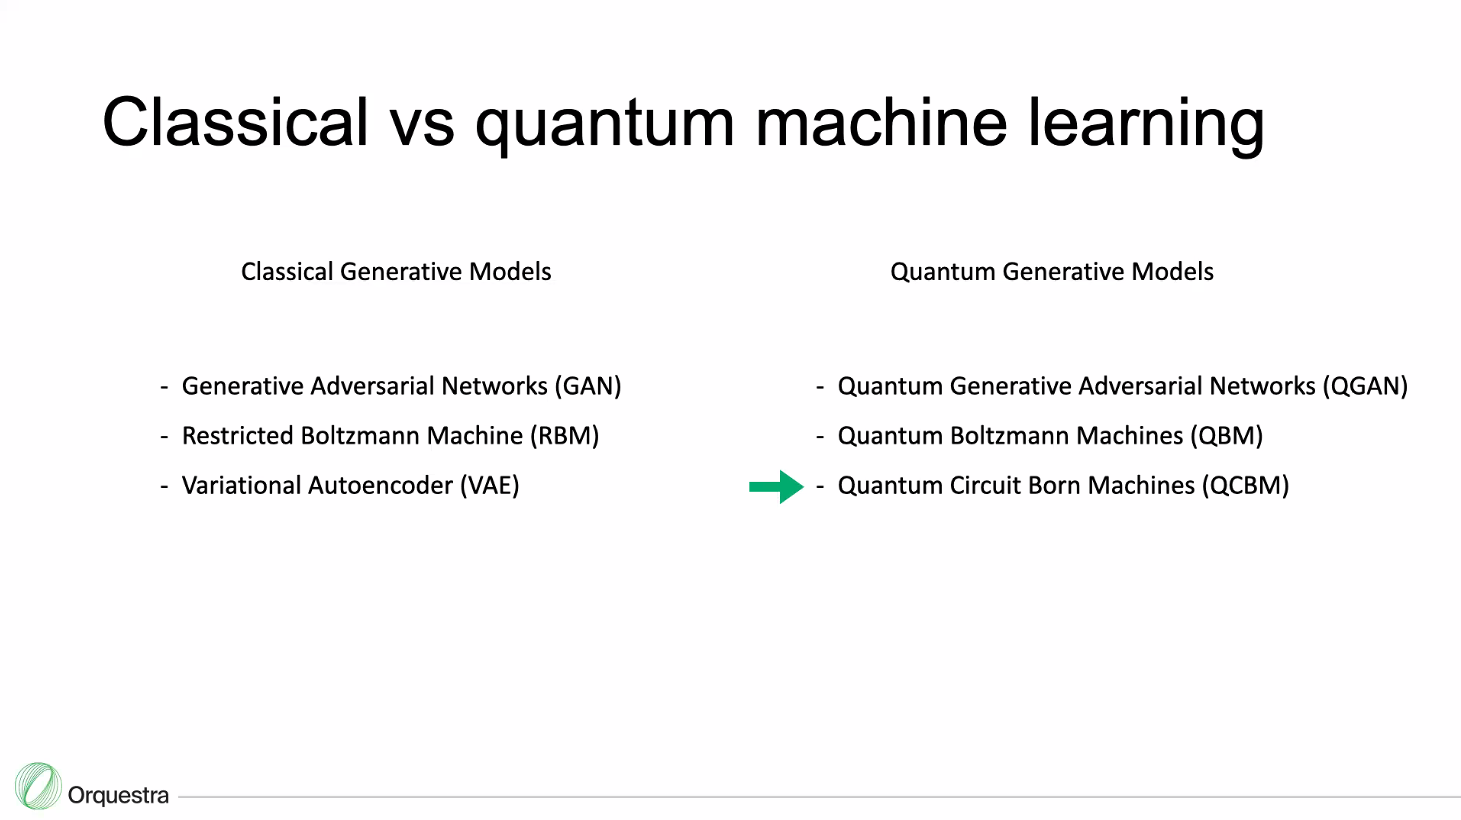 Classical vs quantum machine learning
Classical Generative Models
- Generative Adversarial Networks (GAN)
- Restricted Boltzmann Machine (RBM)
- Variational Autoencoder (VAE)
Quantum Generative Models
- Quantum Generative Adversarial Networks (QGAN)
- Quantum Boltzmann Machines (QBM)
- Quantum Circuit Born Machines (QCBM)
Orquestra